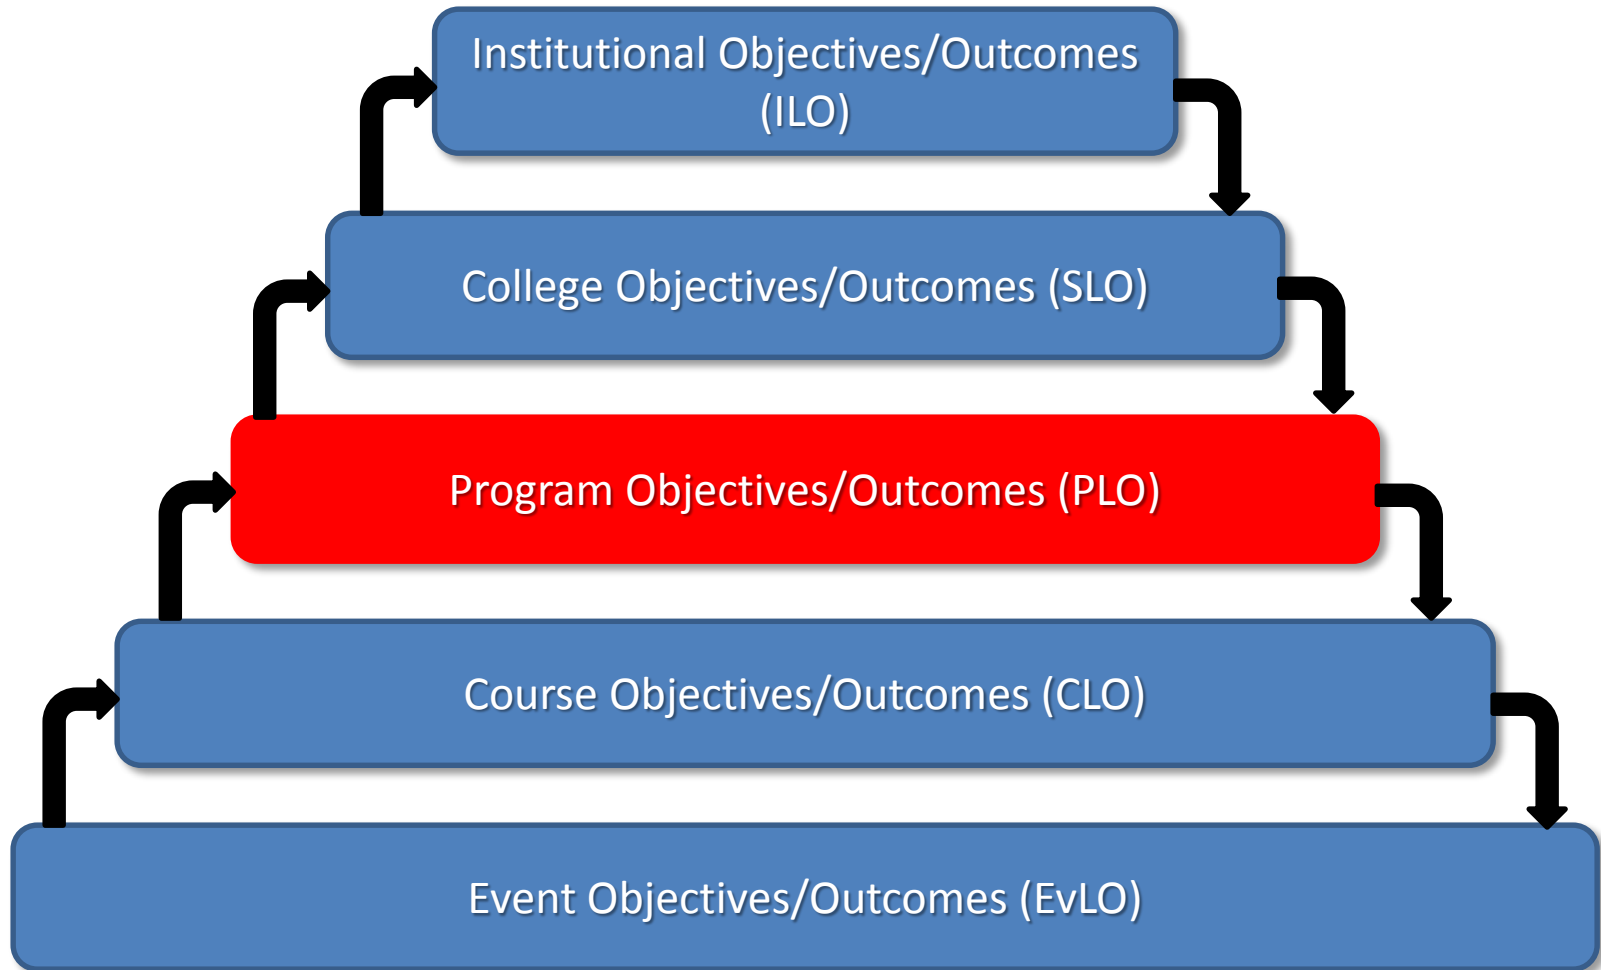 Institutional Objectives/Outcomes
(ILO)
College Objectives/Outcomes (SLO)
Program Objectives/Outcomes (PLO)
Course Objectives/Outcomes (CLO)
Event Objectives/Outcomes (EvLO)